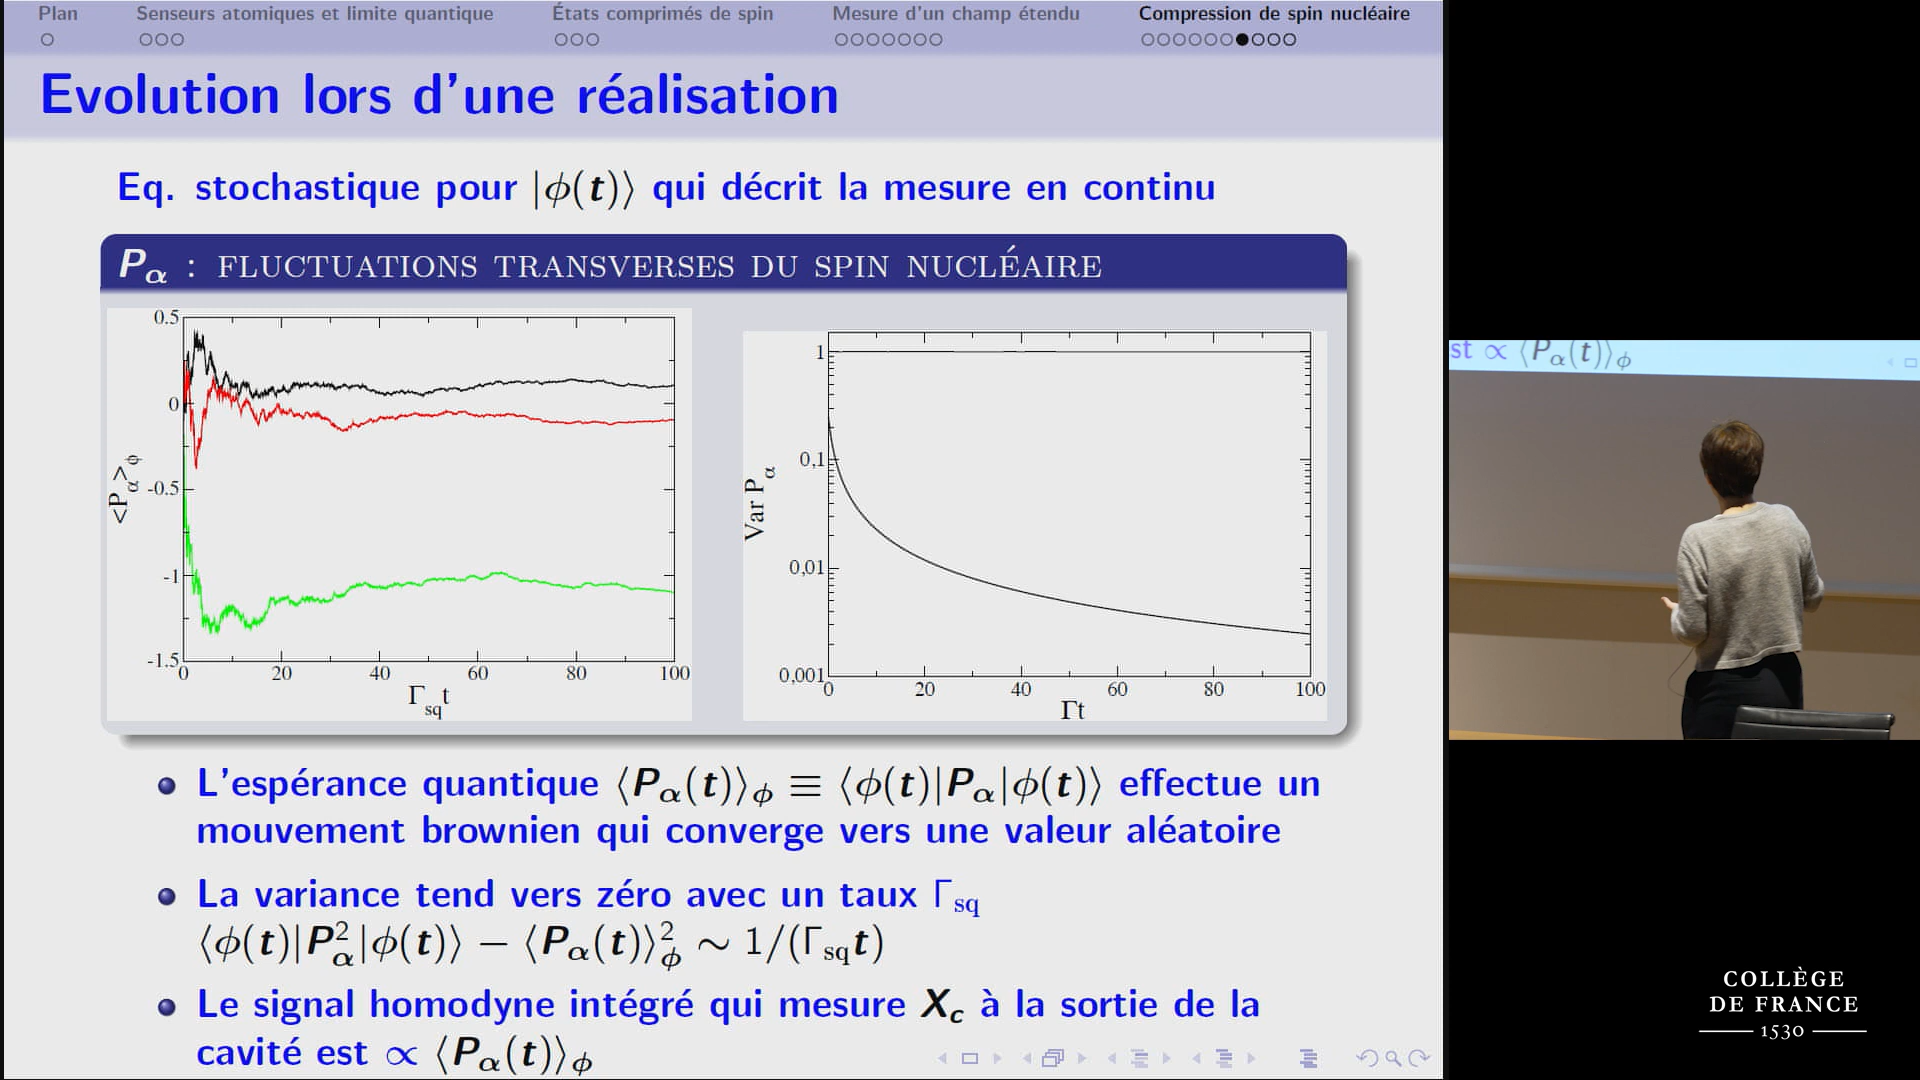 Plan Senseurs atomiques et limite quantique États comprimés de spin Mesure d'un champ étendu Compression de spin nucléaire
Evolution lors d'une réalisation
Eq. stochastique pour |ϕ(t)⟩ qui décrit la mesure en continu
Pα : FLUCTUATIONS TRANSVERSES DU SPIN NUCLÉAIRE
0.5
0
-0.5
-1
-1.5
<Pα>ϕ
0 20 40 60 80 100
Γsqt
1
0,1
0,01
0,001
Var Pα
0 20 40 60 80 100
Γt
L'espérance quantique ⟨Pα(t)⟩ϕ ≡ ⟨ϕ(t)|Pα|ϕ(t)⟩ effectue un
mouvement brownien qui converge vers une valeur aléatoire
La variance tend vers zéro avec un taux Γsq
⟨ϕ(t)|Pα²|ϕ(t)⟩ − ⟨Pα(t)⟩ϕ² ∼ 1/(Γsqt)
Le signal homodyne intégré qui mesure Xc à la sortie de la
cavité est ∝ ⟨Pα(t)⟩ϕ
st ∝ ⟨Pα(t)⟩ϕ
COLLÈGE
DE FRANCE
1530